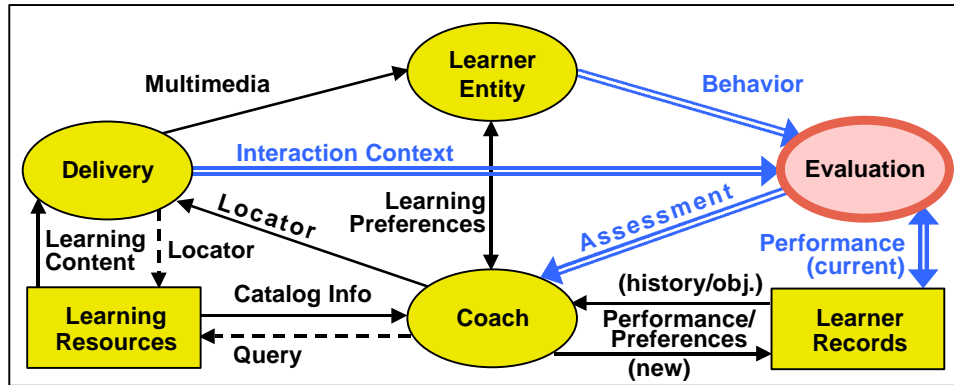 Learner
Entity
Multimedia
Behavior
Interaction Context
Delivery
Evaluation
Learning
Preferences
Locator
Assessment
Learning
Content
Locator
Performance
(current)
Catalog Info
(history/obj.)
Learning
Resources
Coach
Performance/
Preferences
Learner
Records
Query
(new)